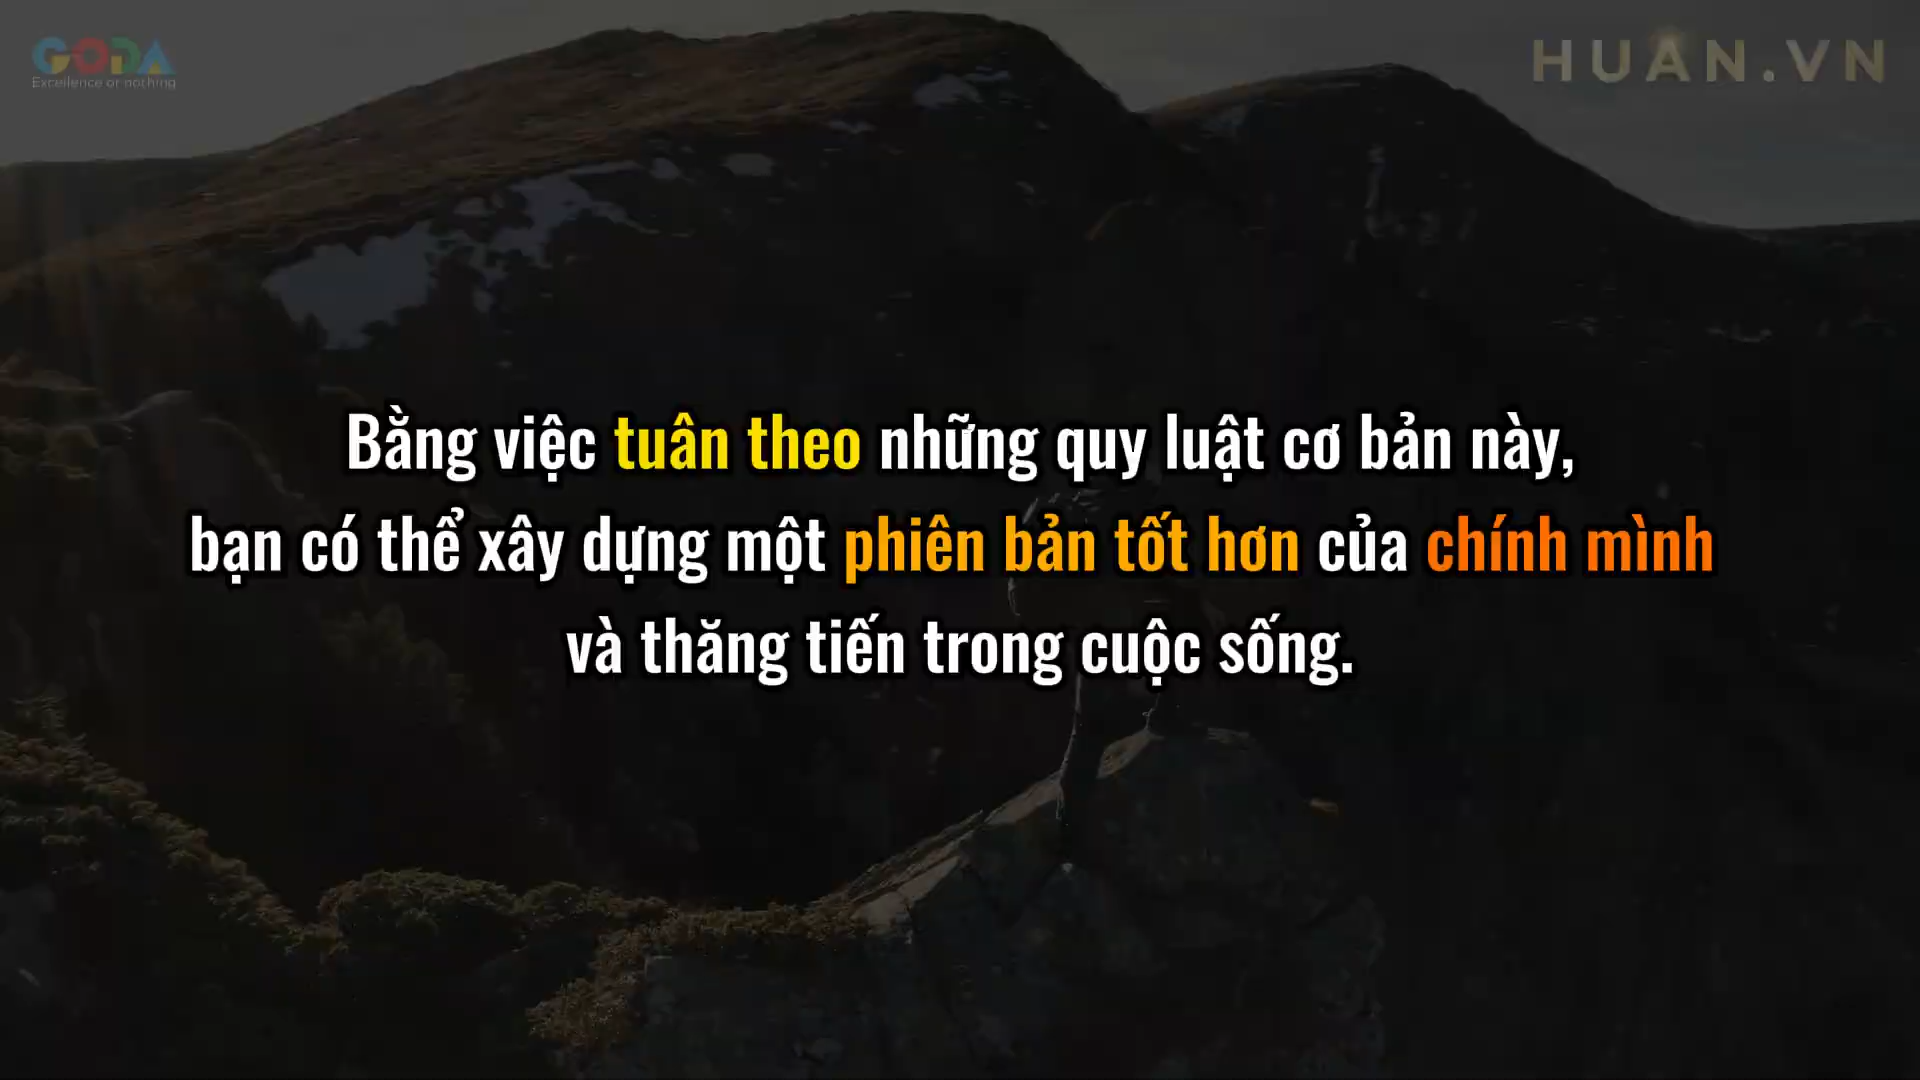 GODA
Excellence or nothing
HUÂN.VN
Bằng việc tuân theo những quy luật cơ bản này,
bạn có thể xây dựng một phiên bản tốt hơn của chính mình
và thăng tiến trong cuộc sống.